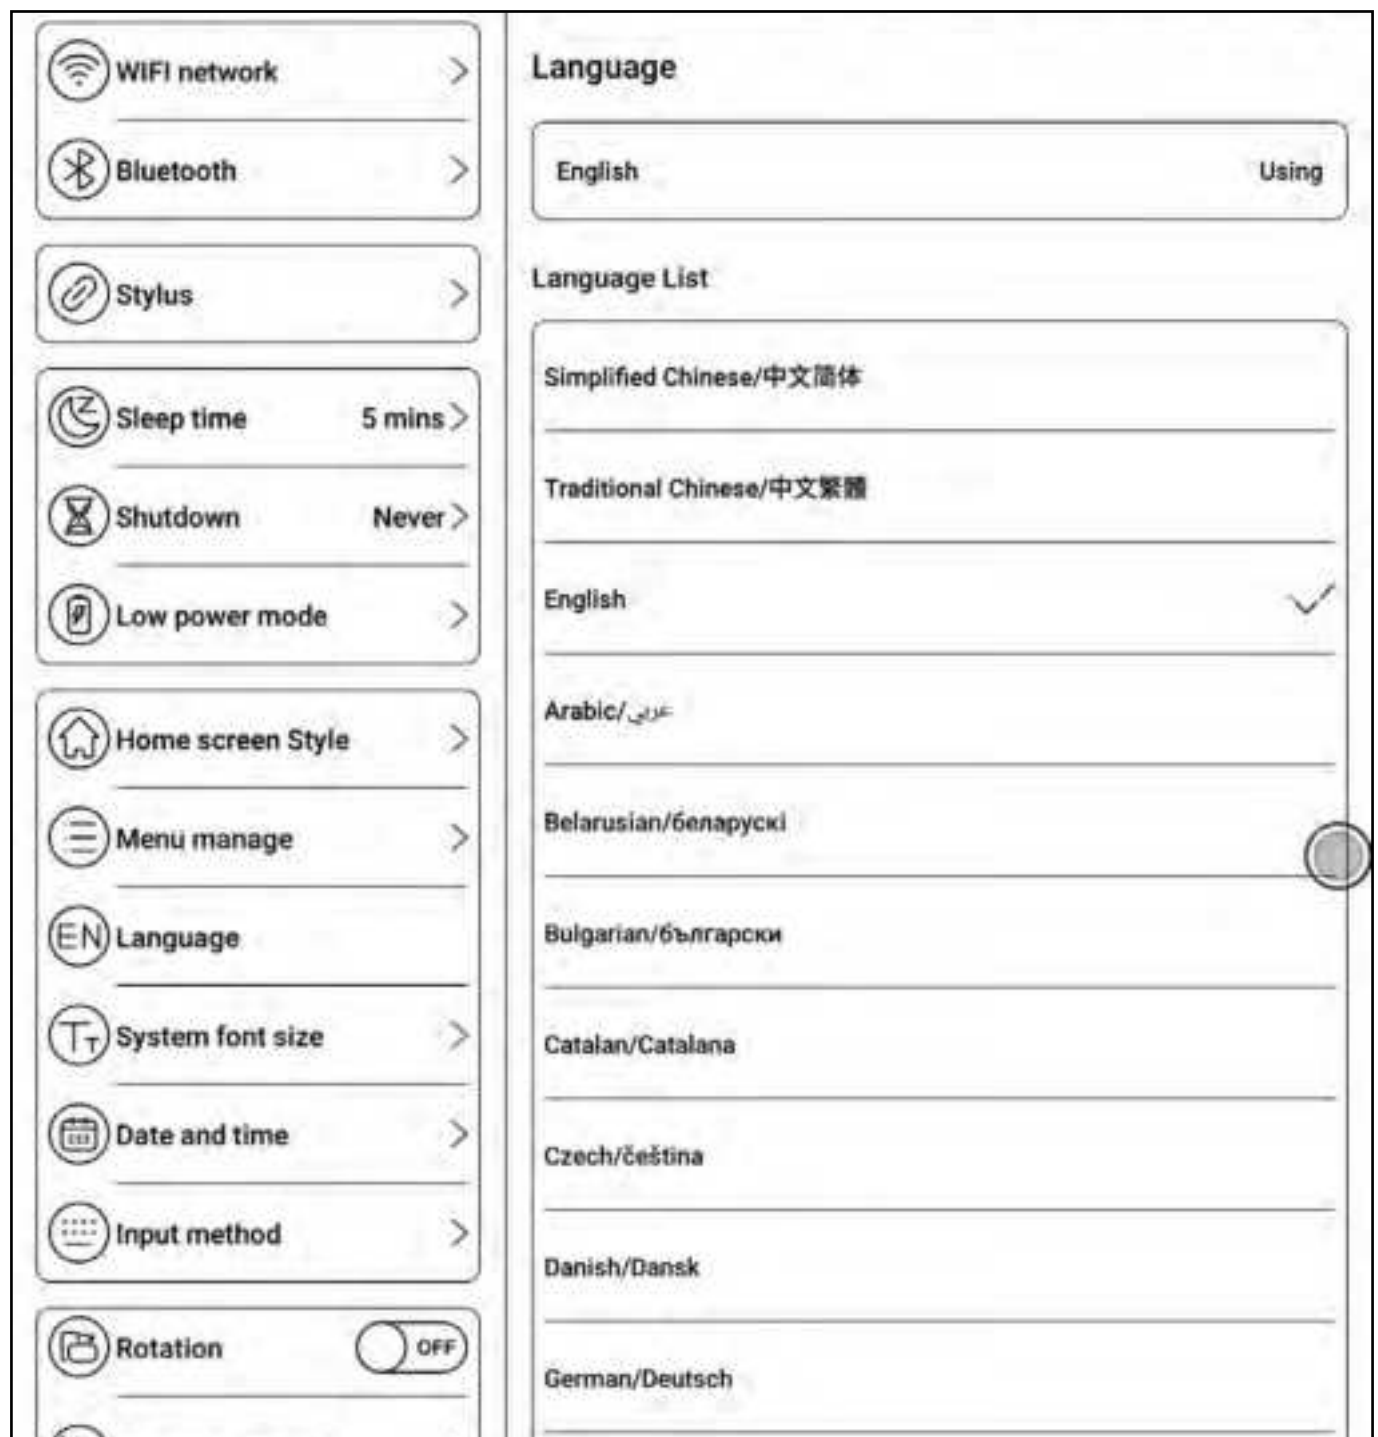 WIFI network
Bluetooth
Stylus
Sleep time 5 mins
Shutdown Never
Low power mode
Home screen Style
Menu manage
EN Language
TT System font size
Date and time
Input method
Rotation OFF
Language
English Using
Language List
Simplified Chinese/中文简体
Traditional Chinese/中文繁體
English
Arabic/عربي
Belarusian/беларускі
Bulgarian/български
Catalan/Catalana
Czech/čeština
Danish/Dansk
German/Deutsch